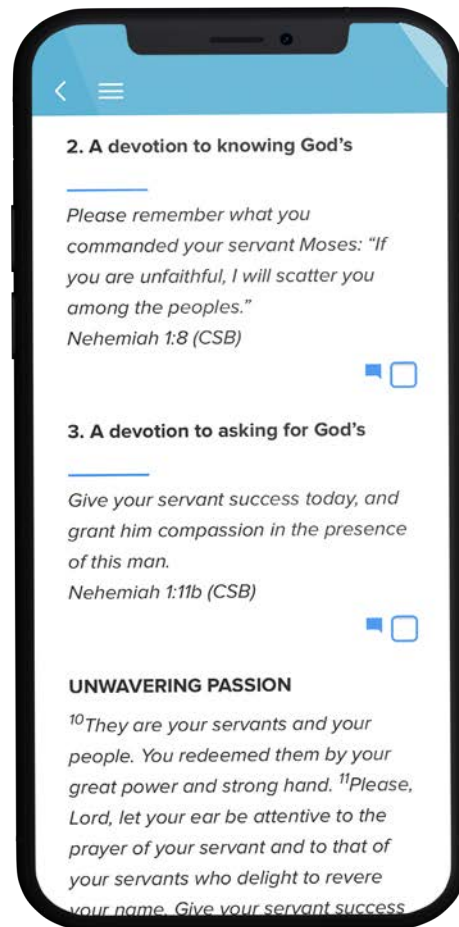 2. A devotion to knowing God's
Please remember what you
commanded your servant Moses: “If
you are unfaithful, I will scatter you
among the peoples.”
Nehemiah 1:8 (CSB)
3. A devotion to asking for God's
Give your servant success today, and
grant him compassion in the presence
of this man.
Nehemiah 1:11b (CSB)
UNWAVERING PASSION
¹⁰They are your servants and your
people. You redeemed them by your
great power and strong hand. ¹¹Please,
Lord, let your ear be attentive to the
prayer of your servant and to that of
your servants who delight to revere
your name. Give your servant success